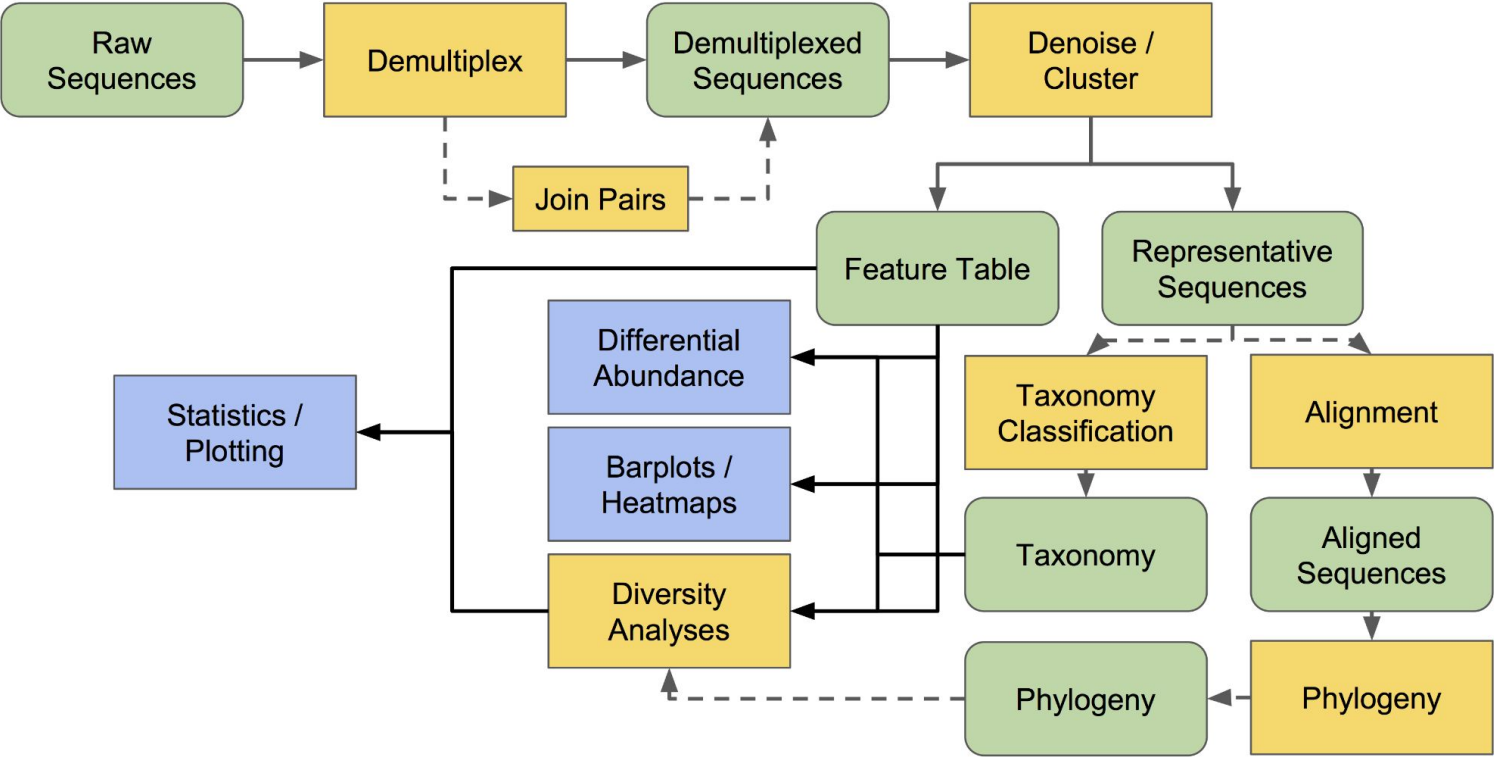 Raw
Sequences
Demultiplex
Demultiplexed
Sequences
Denoise /
Cluster
Join Pairs
Feature Table
Representative
Sequences
Differential
Abundance
Taxonomy
Classification
Alignment
Statistics /
Plotting
Barplots /
Heatmaps
Taxonomy
Aligned
Sequences
Diversity
Analyses
Phylogeny
Phylogeny